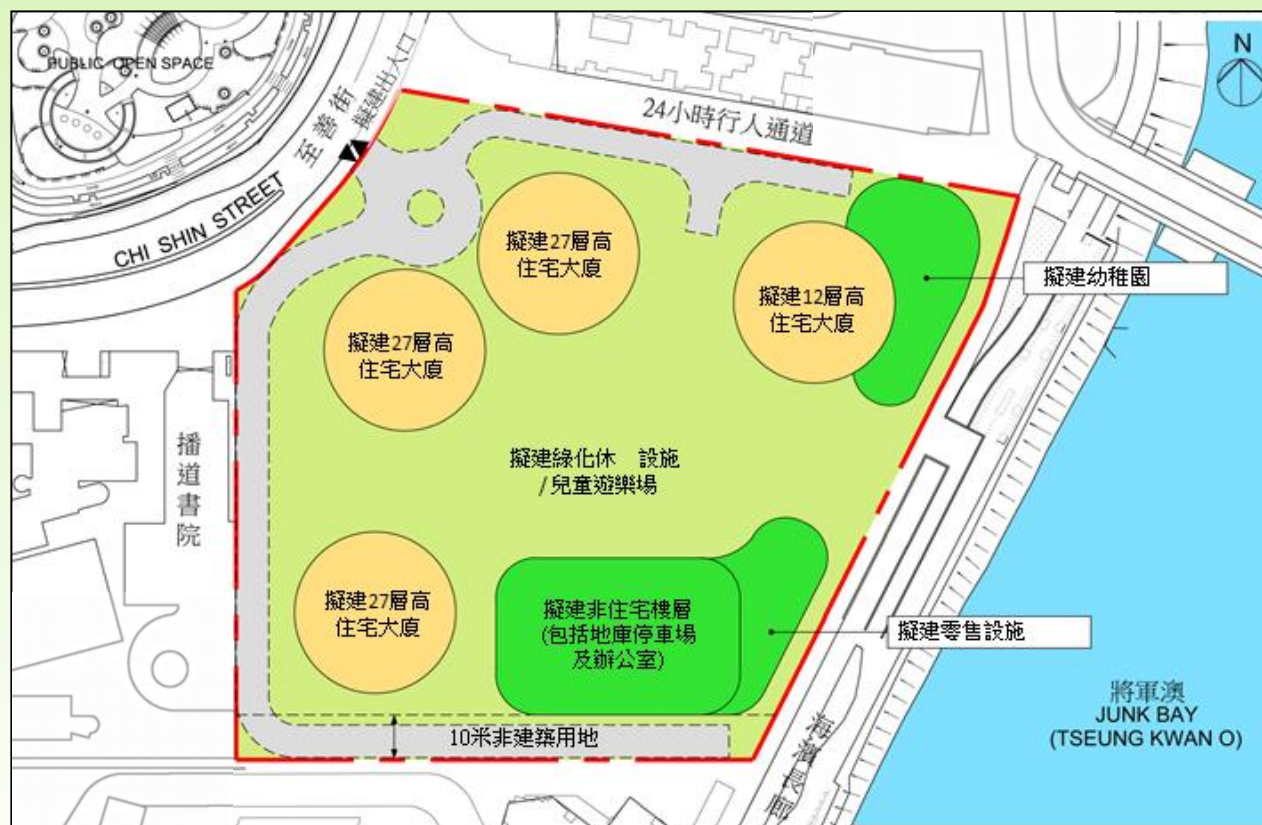 PUBLIC OPEN SPACE
至善街
擬建出入口
CHI SHIN STREET
24小時行人通道
N
擬建27層高
住宅大廈
擬建27層高
住宅大廈
擬建12層高
住宅大廈
擬建幼稚園
播道書院
擬建綠化休 設施
/兒童遊樂場
擬建27層高
住宅大廈
擬建非住宅樓層
(包括地庫停車場
及辦公室)
擬建零售設施
10米非建築用地
海濱長廊
將軍澳
JUNK BAY
(TSEUNG KWAN O)